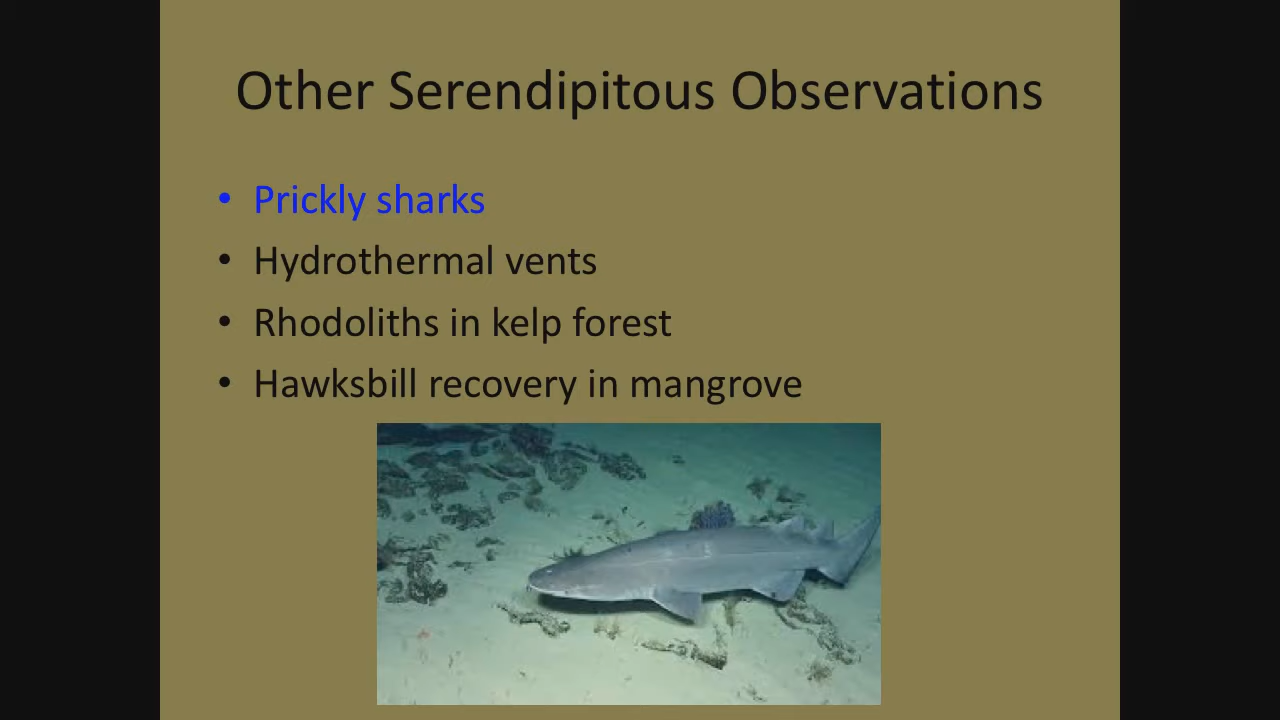 Other Serendipitous Observations
• Prickly sharks
• Hydrothermal vents
• Rhodoliths in kelp forest
• Hawksbill recovery in mangrove